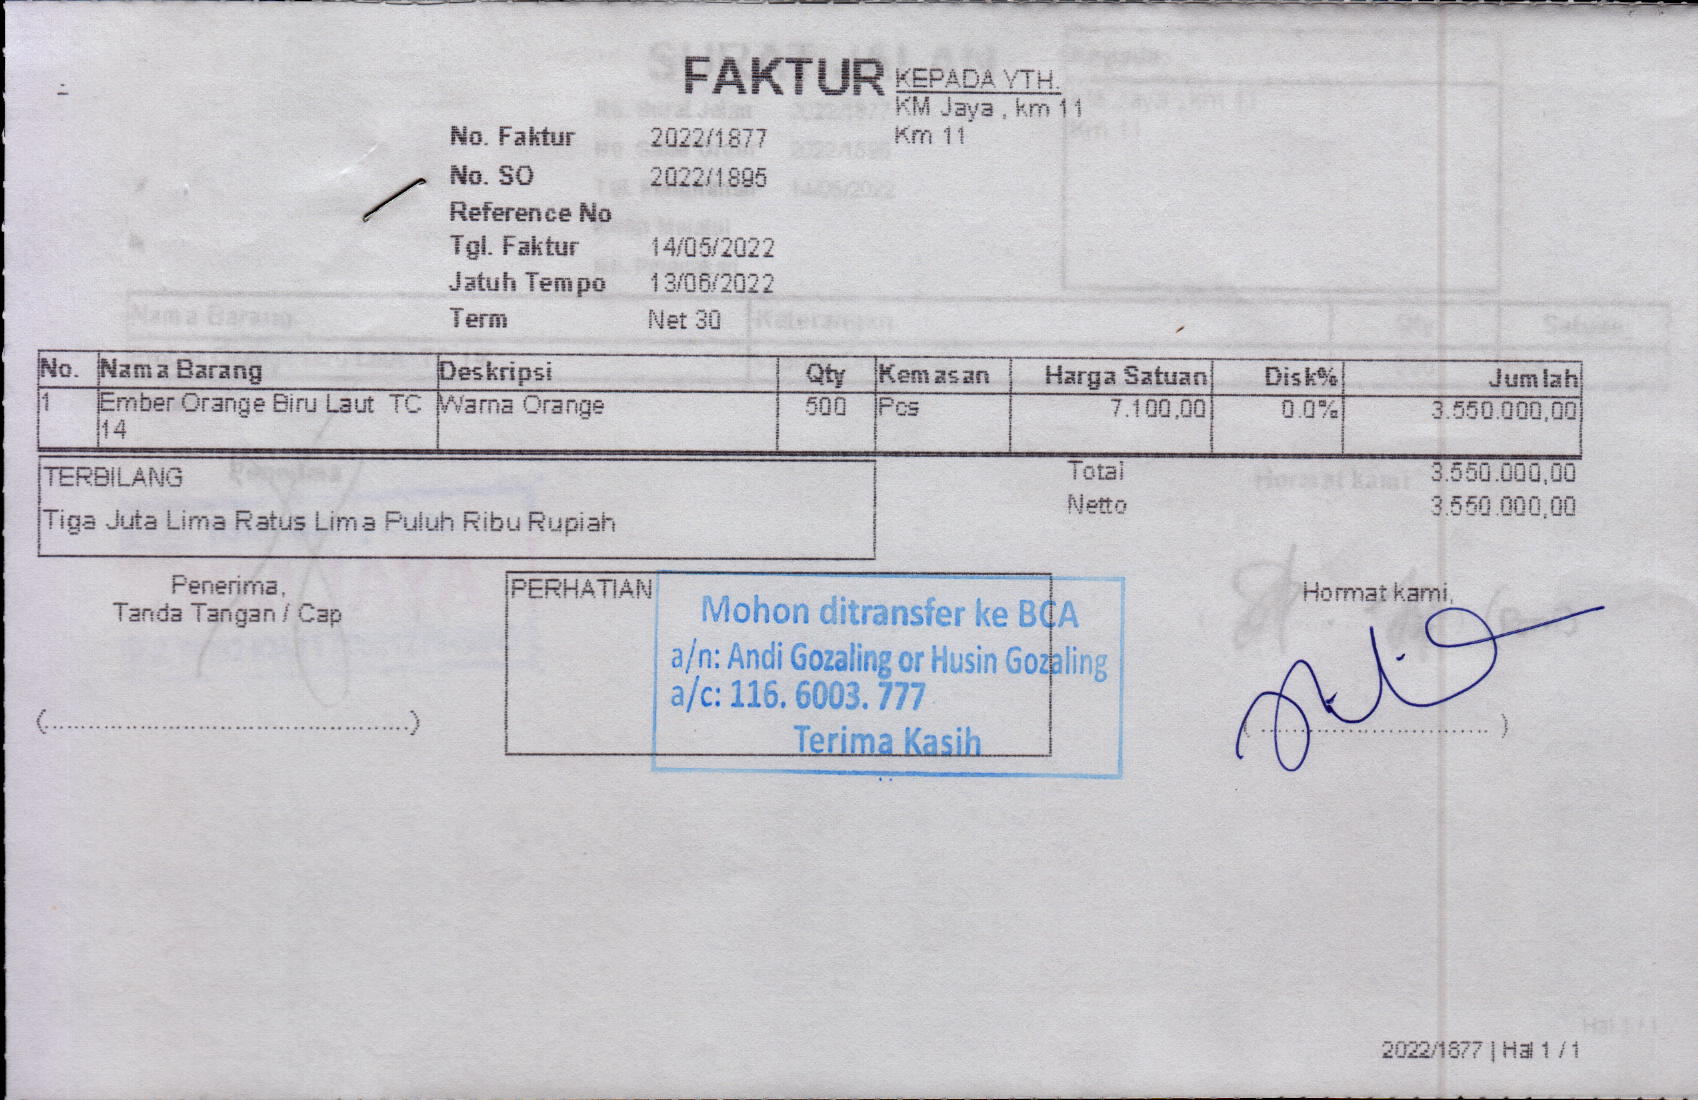 FAKTUR
KEPADA YTH.
KM Jaya , km 11
Km 11
No. Faktur 2022/1877
No. SO 2022/1895
Reference No
Tgl. Faktur 14/05/2022
Jatuh Tempo 13/06/2022
Term Net 30
No. Nama Barang Deskripsi Qty Kemasan Harga Satuan Disk% Jumlah
1 Ember Orange Biru Laut TC Warna Orange 500 Pcs 7.100,00 0.0% 3.550.000,00
14
TERBILANG
Tiga Juta Lima Ratus Lima Puluh Ribu Rupiah
Total 3.550.000,00
Netto 3.550.000,00
Penerima,
Tanda Tangan / Cap
(.........................................)
PERHATIAN
Mohon ditransfer ke BCA
a/n: Andi Gozaling or Husin Gozaling
a/c: 116. 6003. 777
Terima Kasih
Hormat kami,
( ............................ )
2022/1877 | Hal 1 / 1